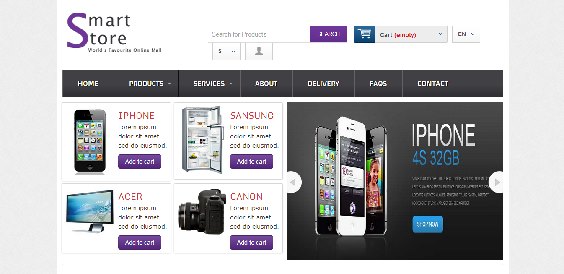 Smart
Store
World's Favourite Online Mall
Search for Products
SEARCH
Cart (empty)
EN
$
HOME
PRODUCTS
SERVICES
ABOUT
DELIVERY
FAQS
CONTACT
IPHONE
Lorem ipsum
dolor sit amet
sed do eiusmod.
Add to cart
SANSUNG
Lorem ipsum
dolor sit amet
sed do eiusmod.
Add to cart
ACER
Lorem ipsum
dolor sit amet
sed do eiusmod.
Add to cart
CANON
Lorem ipsum
dolor sit amet
sed do eiusmod.
Add to cart
IPHONE
4S 32GB
SHOP NOW